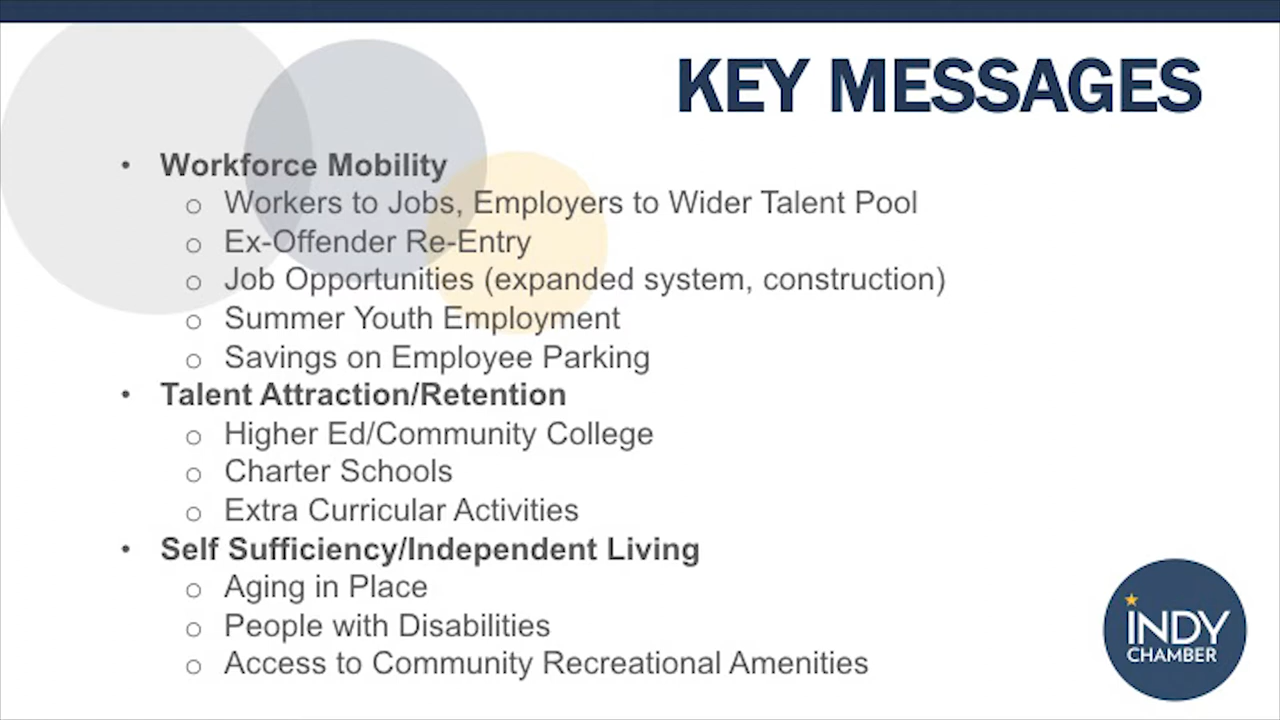 KEY MESSAGES
• Workforce Mobility
o Workers to Jobs, Employers to Wider Talent Pool
o Ex-Offender Re-Entry
o Job Opportunities (expanded system, construction)
o Summer Youth Employment
o Savings on Employee Parking
• Talent Attraction/Retention
o Higher Ed/Community College
o Charter Schools
o Extra Curricular Activities
• Self Sufficiency/Independent Living
o Aging in Place
o People with Disabilities
o Access to Community Recreational Amenities
INDY
CHAMBER